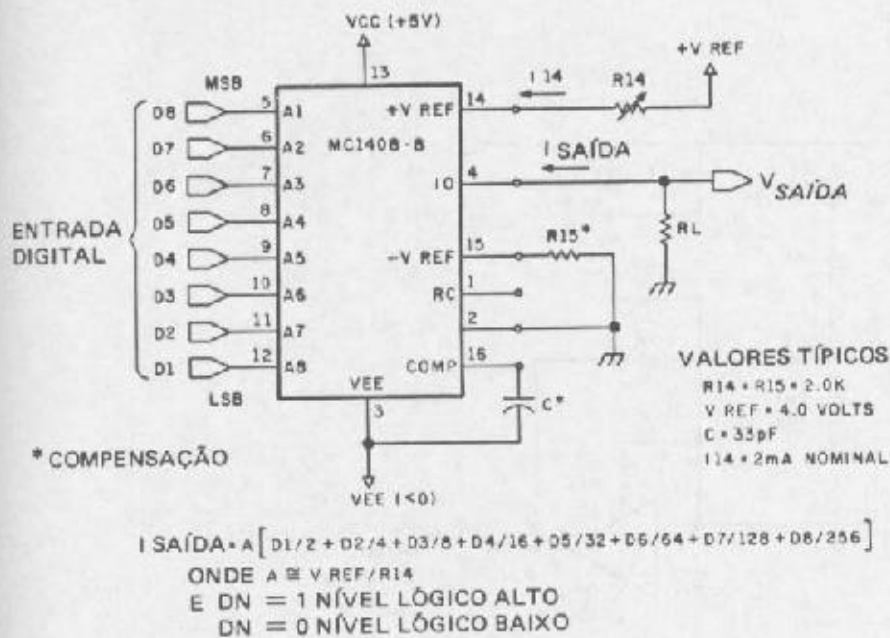 VCC (+5V)
13
+V REF
MSB
I 14
R14
D8
5
A1
+V REF
14
D7
6
A2
MC1408-8
D6
7
A3
I SAÍDA
IO
4
VSAÍDA
D5
8
A4
ENTRADA
DIGITAL
RL
D4
9
A5
-V REF
15
R15*
D3
10
A6
RC
1
D2
11
A7
2
D1
12
A8
COMP
16
LSB
VEE
3
C*
VALORES TÍPICOS
R14 = R15 = 2.0K
V REF = 4.0 VOLTS
C = 33pF
I14 = 2mA NOMINAL
* COMPENSAÇÃO
VEE (<0)
I SAÍDA = A [D1/2 + D2/4 + D3/8 + D4/16 + D5/32 + D6/64 + D7/128 + D8/256]
ONDE A ≅ V REF/R14
E DN = 1 NÍVEL LÓGICO ALTO
DN = 0 NÍVEL LÓGICO BAIXO